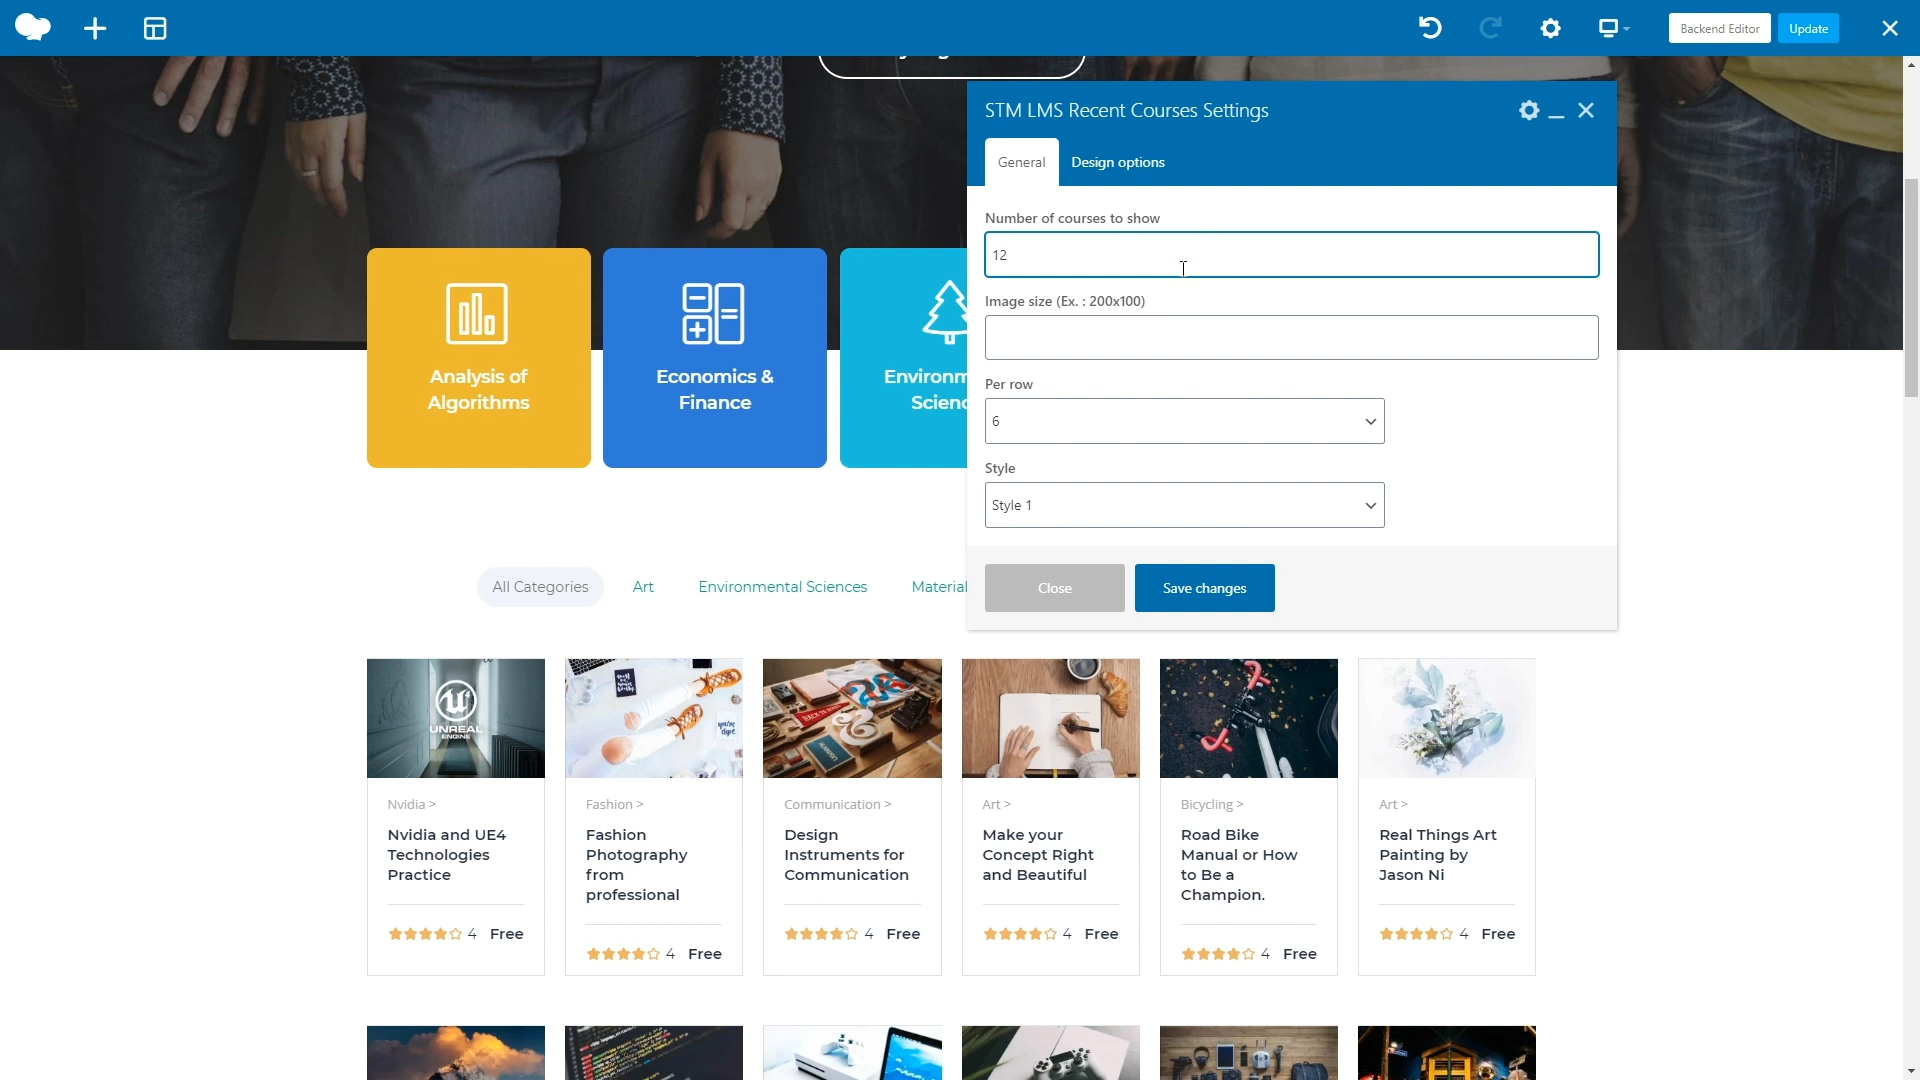 Backend Editor
Update
STM LMS Recent Courses Settings
General
Design options
Number of courses to show
12
Image size (Ex. : 200x100)
Per row
6
Style
Style 1
Close
Save changes
Analysis of
Algorithms
Economics &
Finance
All Categories
Art
Environmental Sciences
UNREAL
ENGINE
Nvidia >
Nvidia and UE4
Technologies
Practice
4
Free
Fashion >
Fashion
Photography
from
professional
4
Free
Communication >
Design
Instruments for
Communication
4
Free
Art >
Make your
Concept Right
and Beautiful
4
Free
Bicycling >
Road Bike
Manual or How
to Be a
Champion.
4
Free
Art >
Real Things Art
Painting by
Jason Ni
4
Free